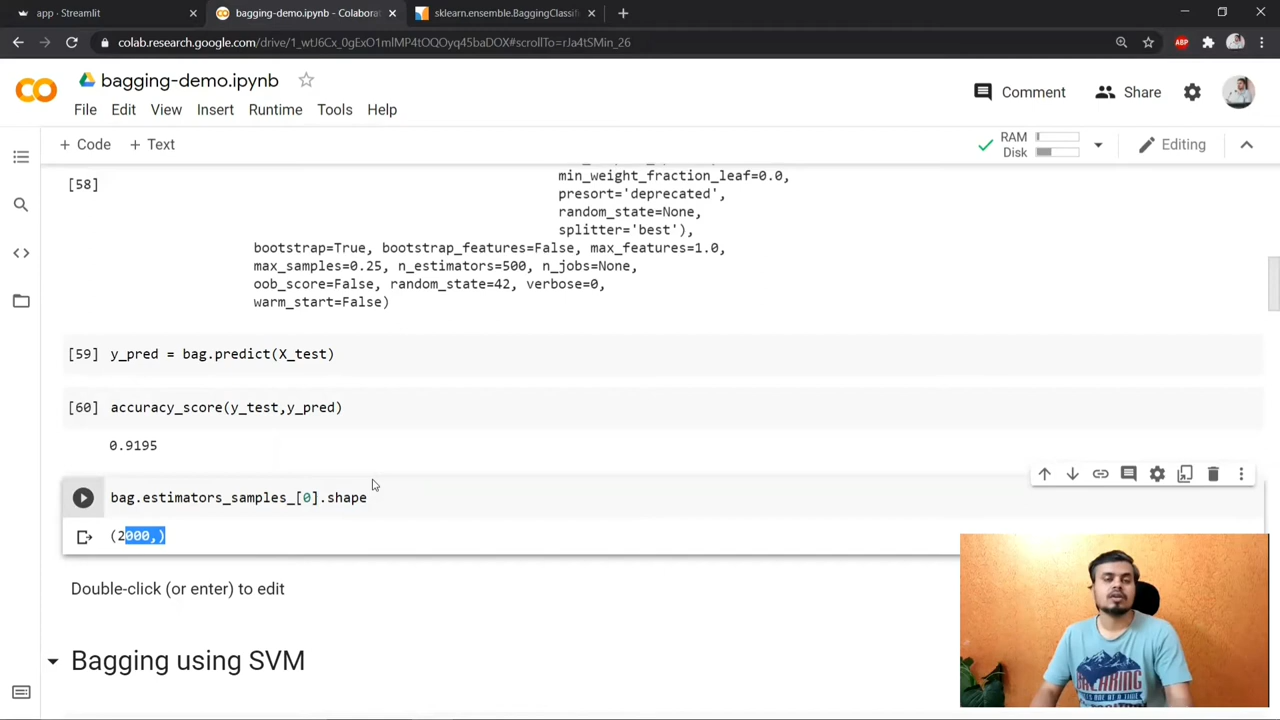 app · Streamlit
bagging-demo.ipynb - Colaborat
sklearn.ensemble.BaggingClassifi
colab.research.google.com/drive/1_wtJ6Cx_0gExO1mlMP4tOQOyq45baDOX#scrollTo=rJa4tSMin_26
ABP
bagging-demo.ipynb
Comment
Share
File Edit View Insert Runtime Tools Help
+ Code + Text
RAM
Disk
Editing
[58]
min_weight_fraction_leaf=0.0,
presort='deprecated',
random_state=None,
splitter='best'),
bootstrap=True, bootstrap_features=False, max_features=1.0,
max_samples=0.25, n_estimators=500, n_jobs=None,
oob_score=False, random_state=42, verbose=0,
warm_start=False)
[59] y_pred = bag.predict(X_test)
[60] accuracy_score(y_test,y_pred)
0.9195
bag.estimators_samples_[0].shape
(2000,)
Double-click (or enter) to edit
Bagging using SVM